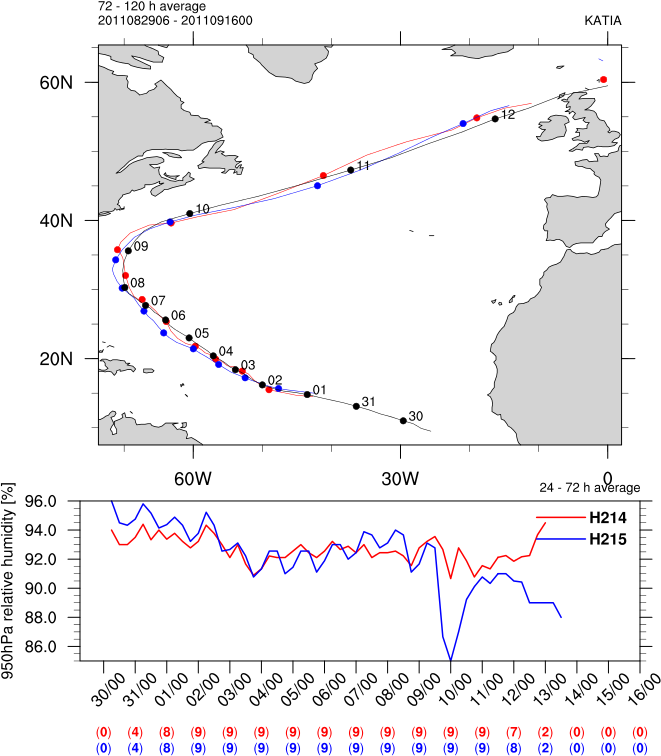 72 - 120 h average
2011082906 - 2011091600 KATIA
60N
40N
20N
60W 30W 0
12
11
10
09
08
07
06
05
04
03
02
01
31
30
24 - 72 h average
950hPa relative humidity [%]
96.0
94.0
92.0
90.0
88.0
86.0
H214
H215
30/00 31/00 01/00 02/00 03/00 04/00 05/00 06/00 07/00 08/00 09/00 10/00 11/00 12/00 13/00 14/00 15/00 16/00
(0) (4) (8) (9) (9) (9) (9) (9) (9) (9) (9) (9) (9) (7) (2) (0) (0) (0)
(0) (4) (8) (9) (9) (9) (9) (9) (9) (9) (9) (9) (9) (8) (2) (0) (0) (0)